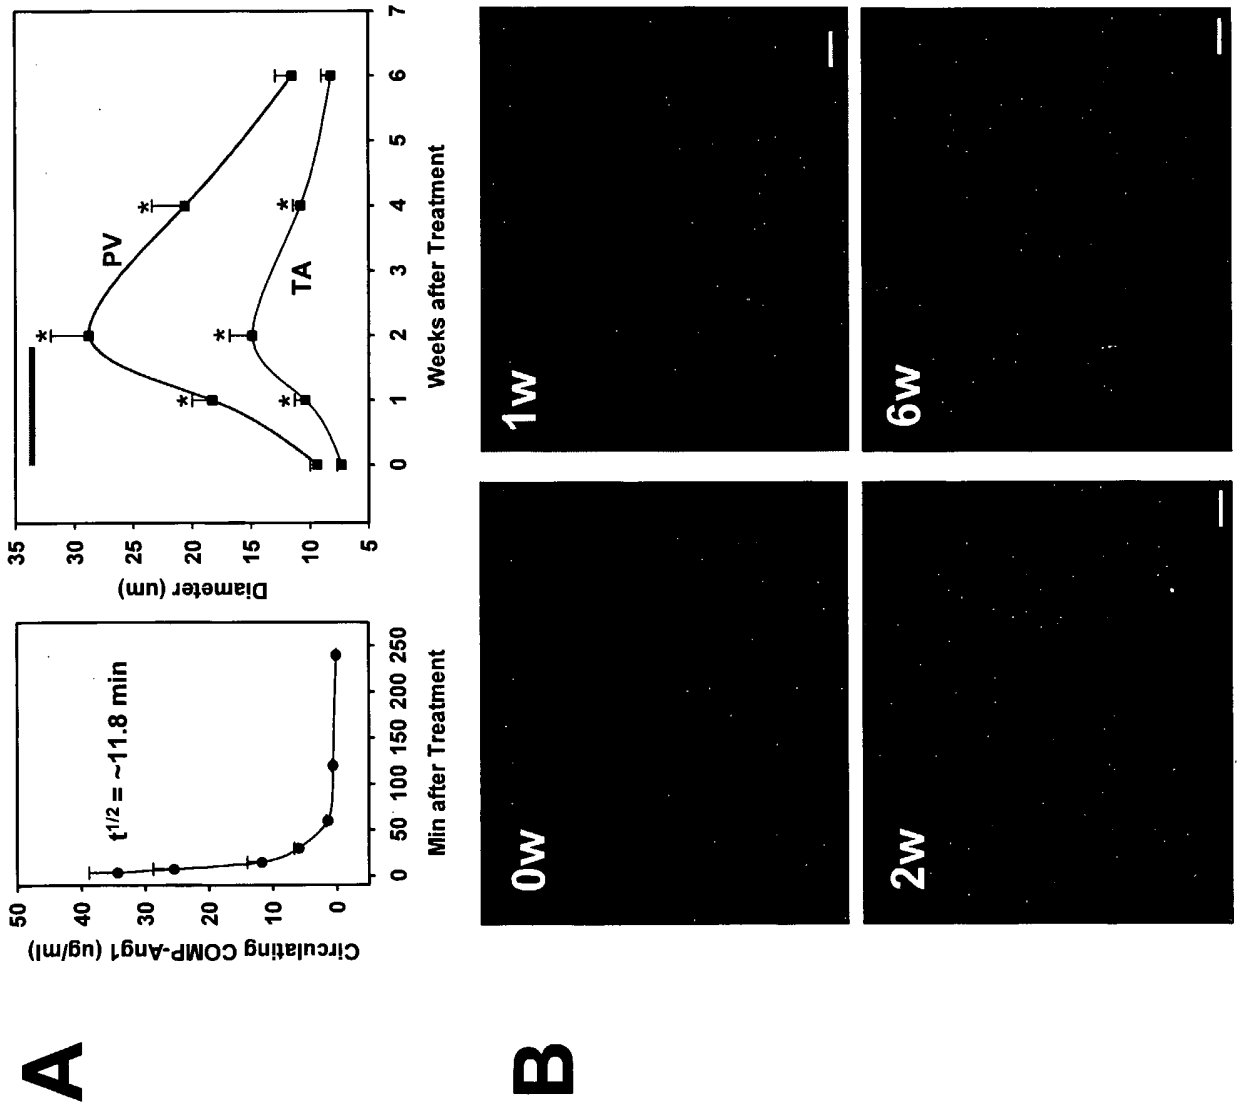 A
Circulating COMP-Ang1 (ug/ml)
50
40
30
20
10
0
t1/2 = ~11.8 min
0 50 100 150 200 250
Min after Treatment
Diameter (um)
35
30
25
20
15
10
5
*
*
*
PV
*
*
*
TA
0 1 2 3 4 5 6 7
Weeks after Treatment
B
0w
1w
2w
6w